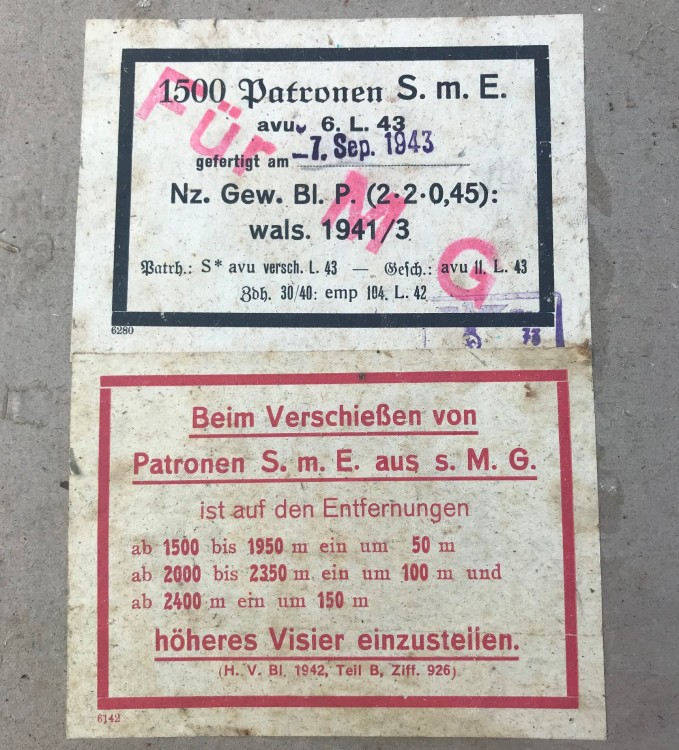 1500 Patronen S. m. E.
avu 6. L. 43
gefertigt am -7. Sep. 1943
Nz. Gew. Bl. P. (2·2·0,45):
wals. 1941/3
Patrh.: S* avu versch. L. 43 — Gesch.: avu 11. L. 43
Zdh. 30/40: emp 104. L. 42
Für M G
6280
73
Beim Verschießen von
Patronen S. m. E. aus s. M. G.
ist auf den Entfernungen
ab 1500 bis 1950 m ein um 50 m
ab 2000 bis 2350 m ein um 100 m und
ab 2400 m ein um 150 m
höheres Visier einzustellen.
(H. V. Bl. 1942, Teil B, Ziff. 926)
6142